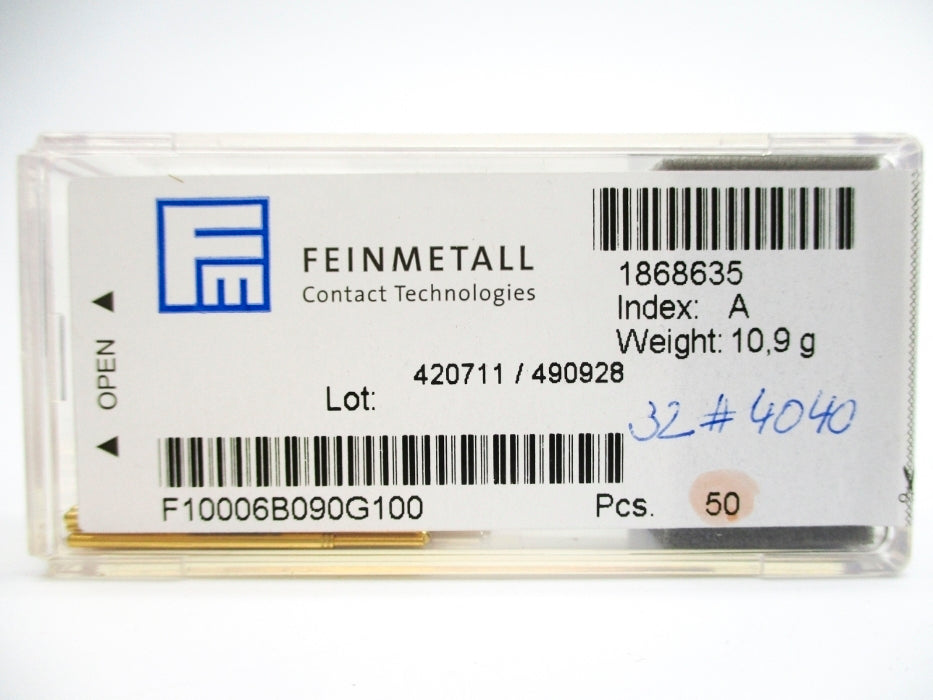 FEINMETALL
Contact Technologies
OPEN
1868635
Index: A
Weight: 10,9 g
420711 / 490928
Lot:
32 # 4040
F10006B090G100
Pcs. 50